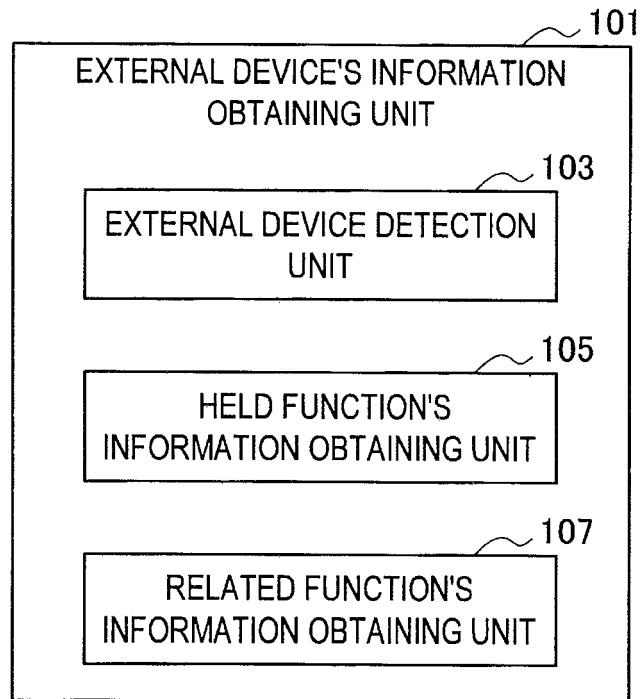 101
EXTERNAL DEVICE'S INFORMATION
OBTAINING UNIT
103
EXTERNAL DEVICE DETECTION
UNIT
105
HELD FUNCTION'S
INFORMATION OBTAINING UNIT
107
RELATED FUNCTION'S
INFORMATION OBTAINING UNIT